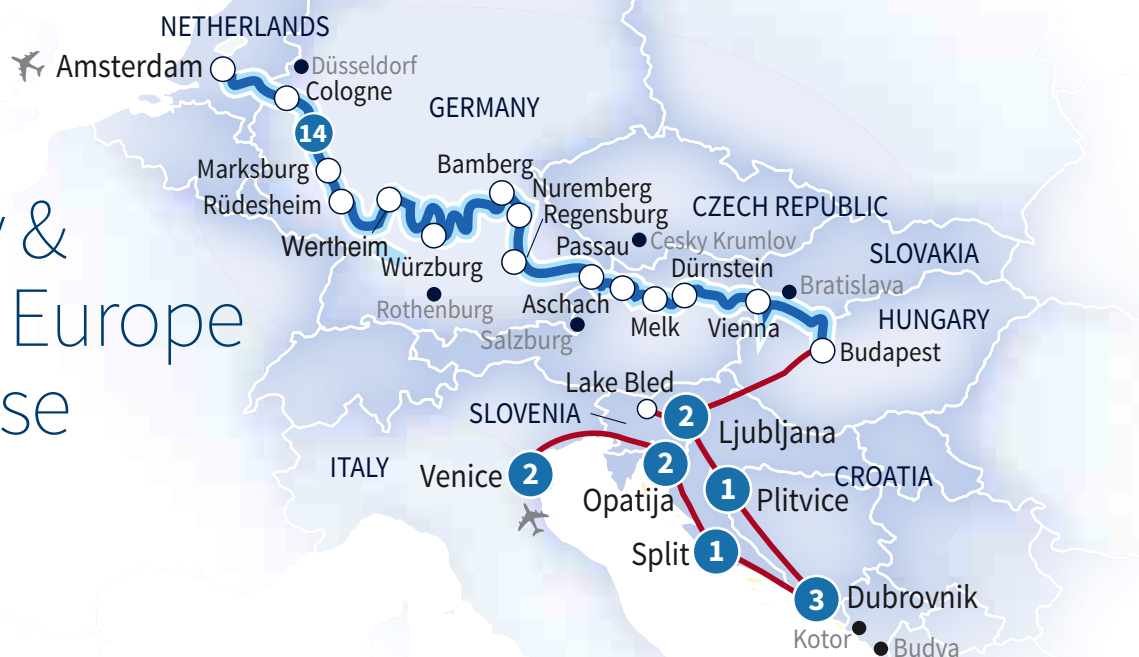 NETHERLANDS
Amsterdam
Düsseldorf
Cologne
GERMANY
14
Marksburg
Bamberg
Rüdesheim
Nuremberg
Regensburg
CZECH REPUBLIC
Wertheim
Passau
Cesky Krumlov
y &
Würzburg
Dürnstein
SLOVAKIA
Bratislava
Rothenburg
Aschach
Europe
Melk
Vienna
HUNGARY
Salzburg
Budapest
Lake Bled
se
SLOVENIA
2
Ljubljana
ITALY
Venice
2
2
CROATIA
Opatija
1
Plitvice
Split
1
3
Dubrovnik
Kotor
Budva